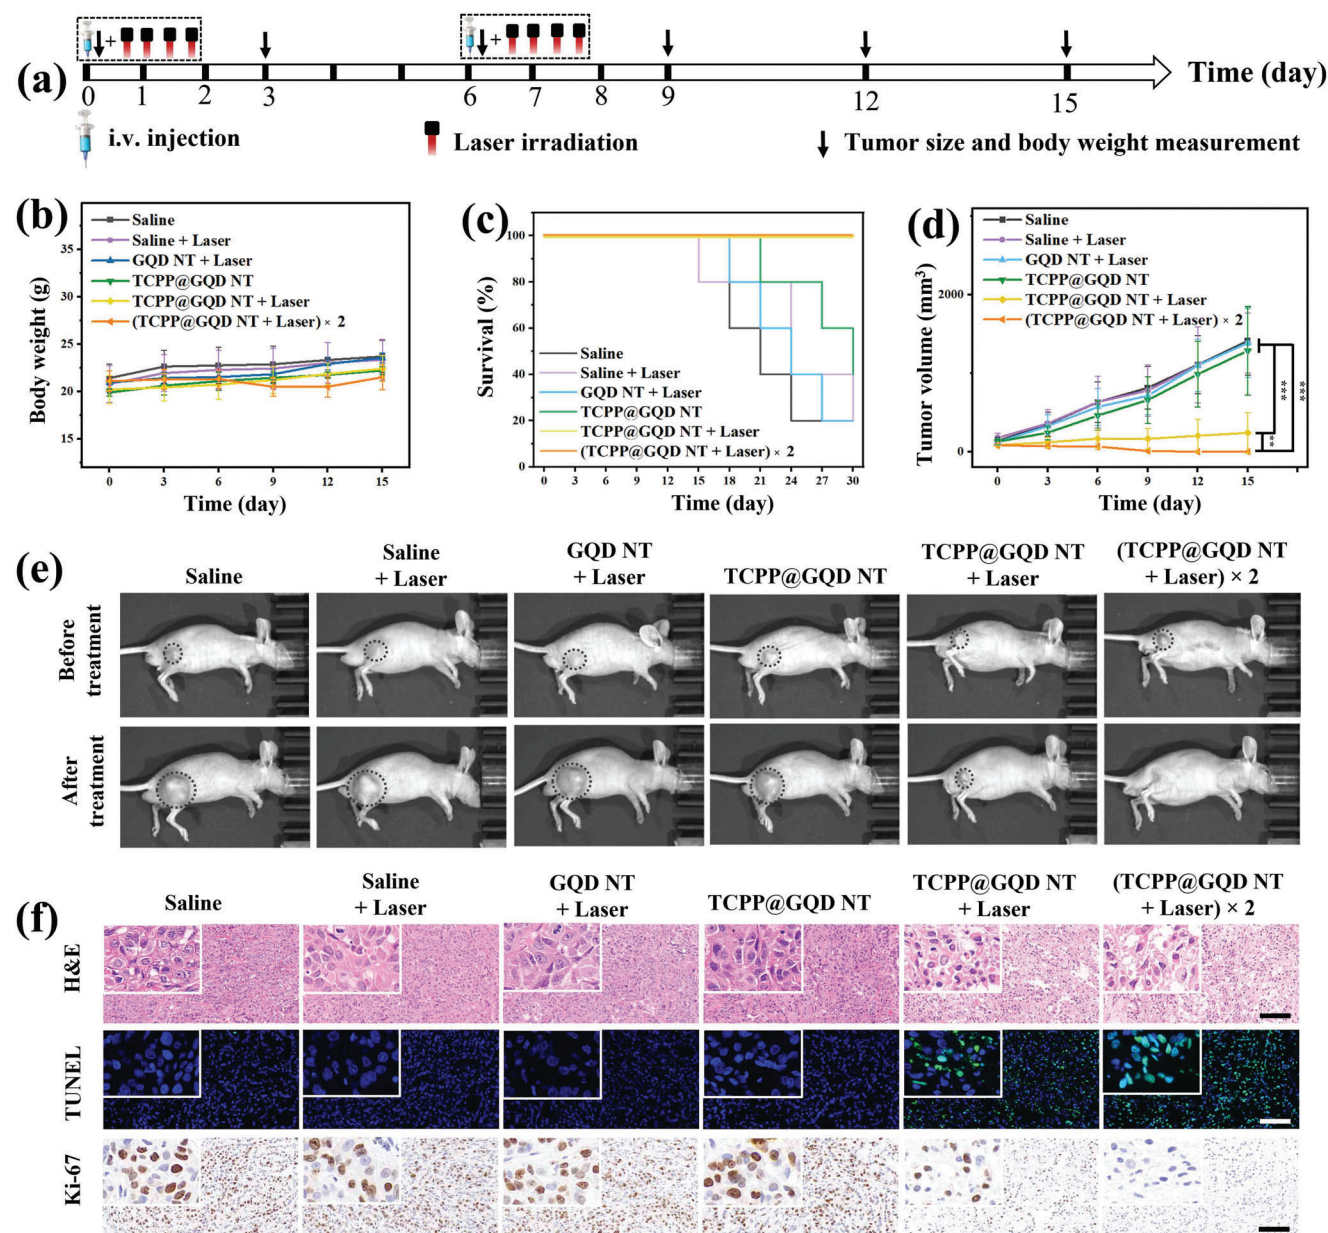 (a)
+
+
0 1 2 3 6 7 8 9 12 15
Time (day)
i.v. injection
Laser irradiation
Tumor size and body weight measurement
(b)
Saline
Saline + Laser
GQD NT + Laser
TCPP@GQD NT
TCPP@GQD NT + Laser
(TCPP@GQD NT + Laser) × 2
Body weight (g)
35
30
25
20
15
0 3 6 9 12 15
Time (day)
(c)
Survival (%)
100
80
60
40
20
0
Saline
Saline + Laser
GQD NT + Laser
TCPP@GQD NT
TCPP@GQD NT + Laser
(TCPP@GQD NT + Laser) × 2
0 3 6 9 12 15 18 21 24 27 30
Time (day)
(d)
Saline
Saline + Laser
GQD NT + Laser
TCPP@GQD NT
TCPP@GQD NT + Laser
(TCPP@GQD NT + Laser) × 2
Tumor volume (mm³)
2000
0
***
***
**
0 3 6 9 12 15
Time (day)
(e)
Saline
Saline
+ Laser
GQD NT
+ Laser
TCPP@GQD NT
TCPP@GQD NT
+ Laser
(TCPP@GQD NT
+ Laser) × 2
Before
treatment
After
treatment
(f)
Saline
Saline
+ Laser
GQD NT
+ Laser
TCPP@GQD NT
TCPP@GQD NT
+ Laser
(TCPP@GQD NT
+ Laser) × 2
H&E
TUNEL
Ki-67